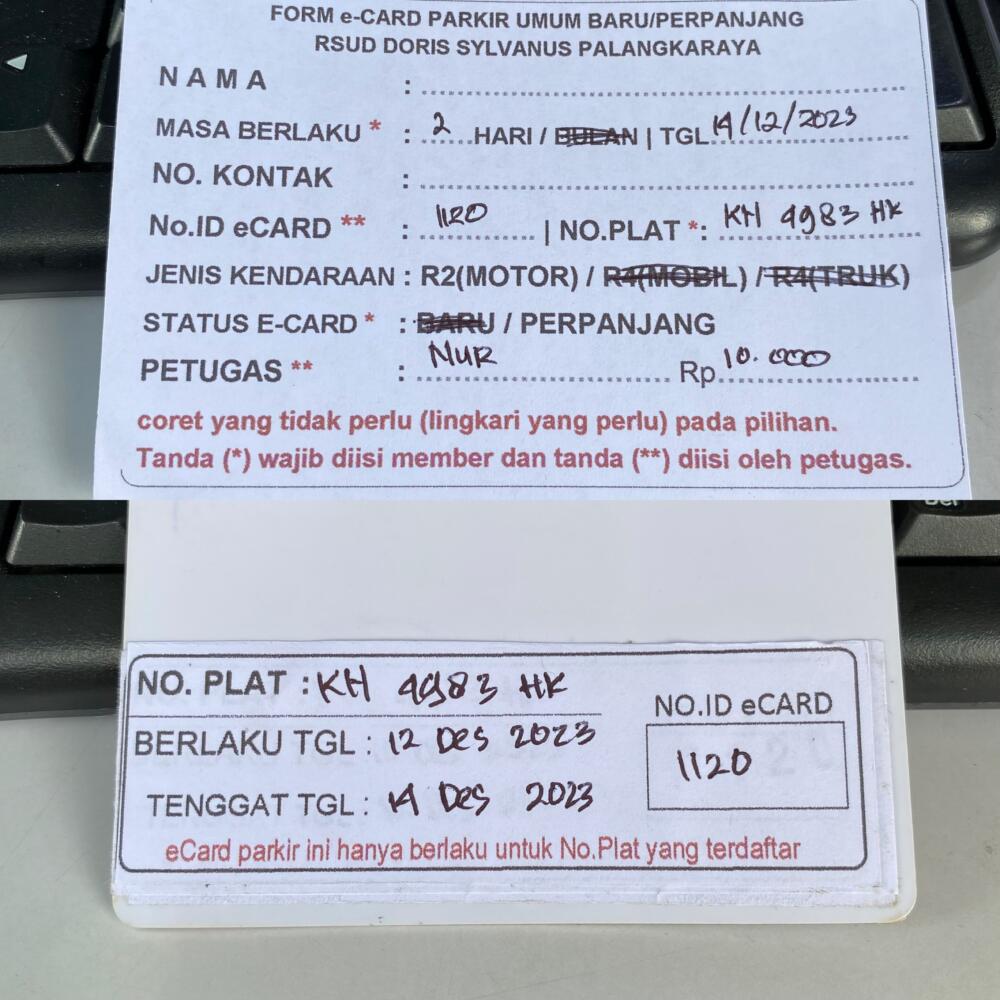 FORM e-CARD PARKIR UMUM BARU/PERPANJANG
RSUD DORIS SYLVANUS PALANGKARAYA
NAMA :
MASA BERLAKU * : 2 HARI / BULAN | TGL 14/12/2023
NO. KONTAK :
No.ID eCARD ** : 1120 | NO.PLAT *: KH 4983 HK
JENIS KENDARAAN : R2(MOTOR) / R4(MOBIL) / R4(TRUK)
STATUS E-CARD * : BARU / PERPANJANG
PETUGAS ** : NUR Rp 10.000
coret yang tidak perlu (lingkari yang perlu) pada pilihan.
Tanda (*) wajib diisi member dan tanda (**) diisi oleh petugas.
Del
NO. PLAT : KH 4983 HK
NO.ID eCARD
BERLAKU TGL : 12 DES 2023
1120
TENGGAT TGL : 14 DES 2023
eCard parkir ini hanya berlaku untuk No.Plat yang terdaftar